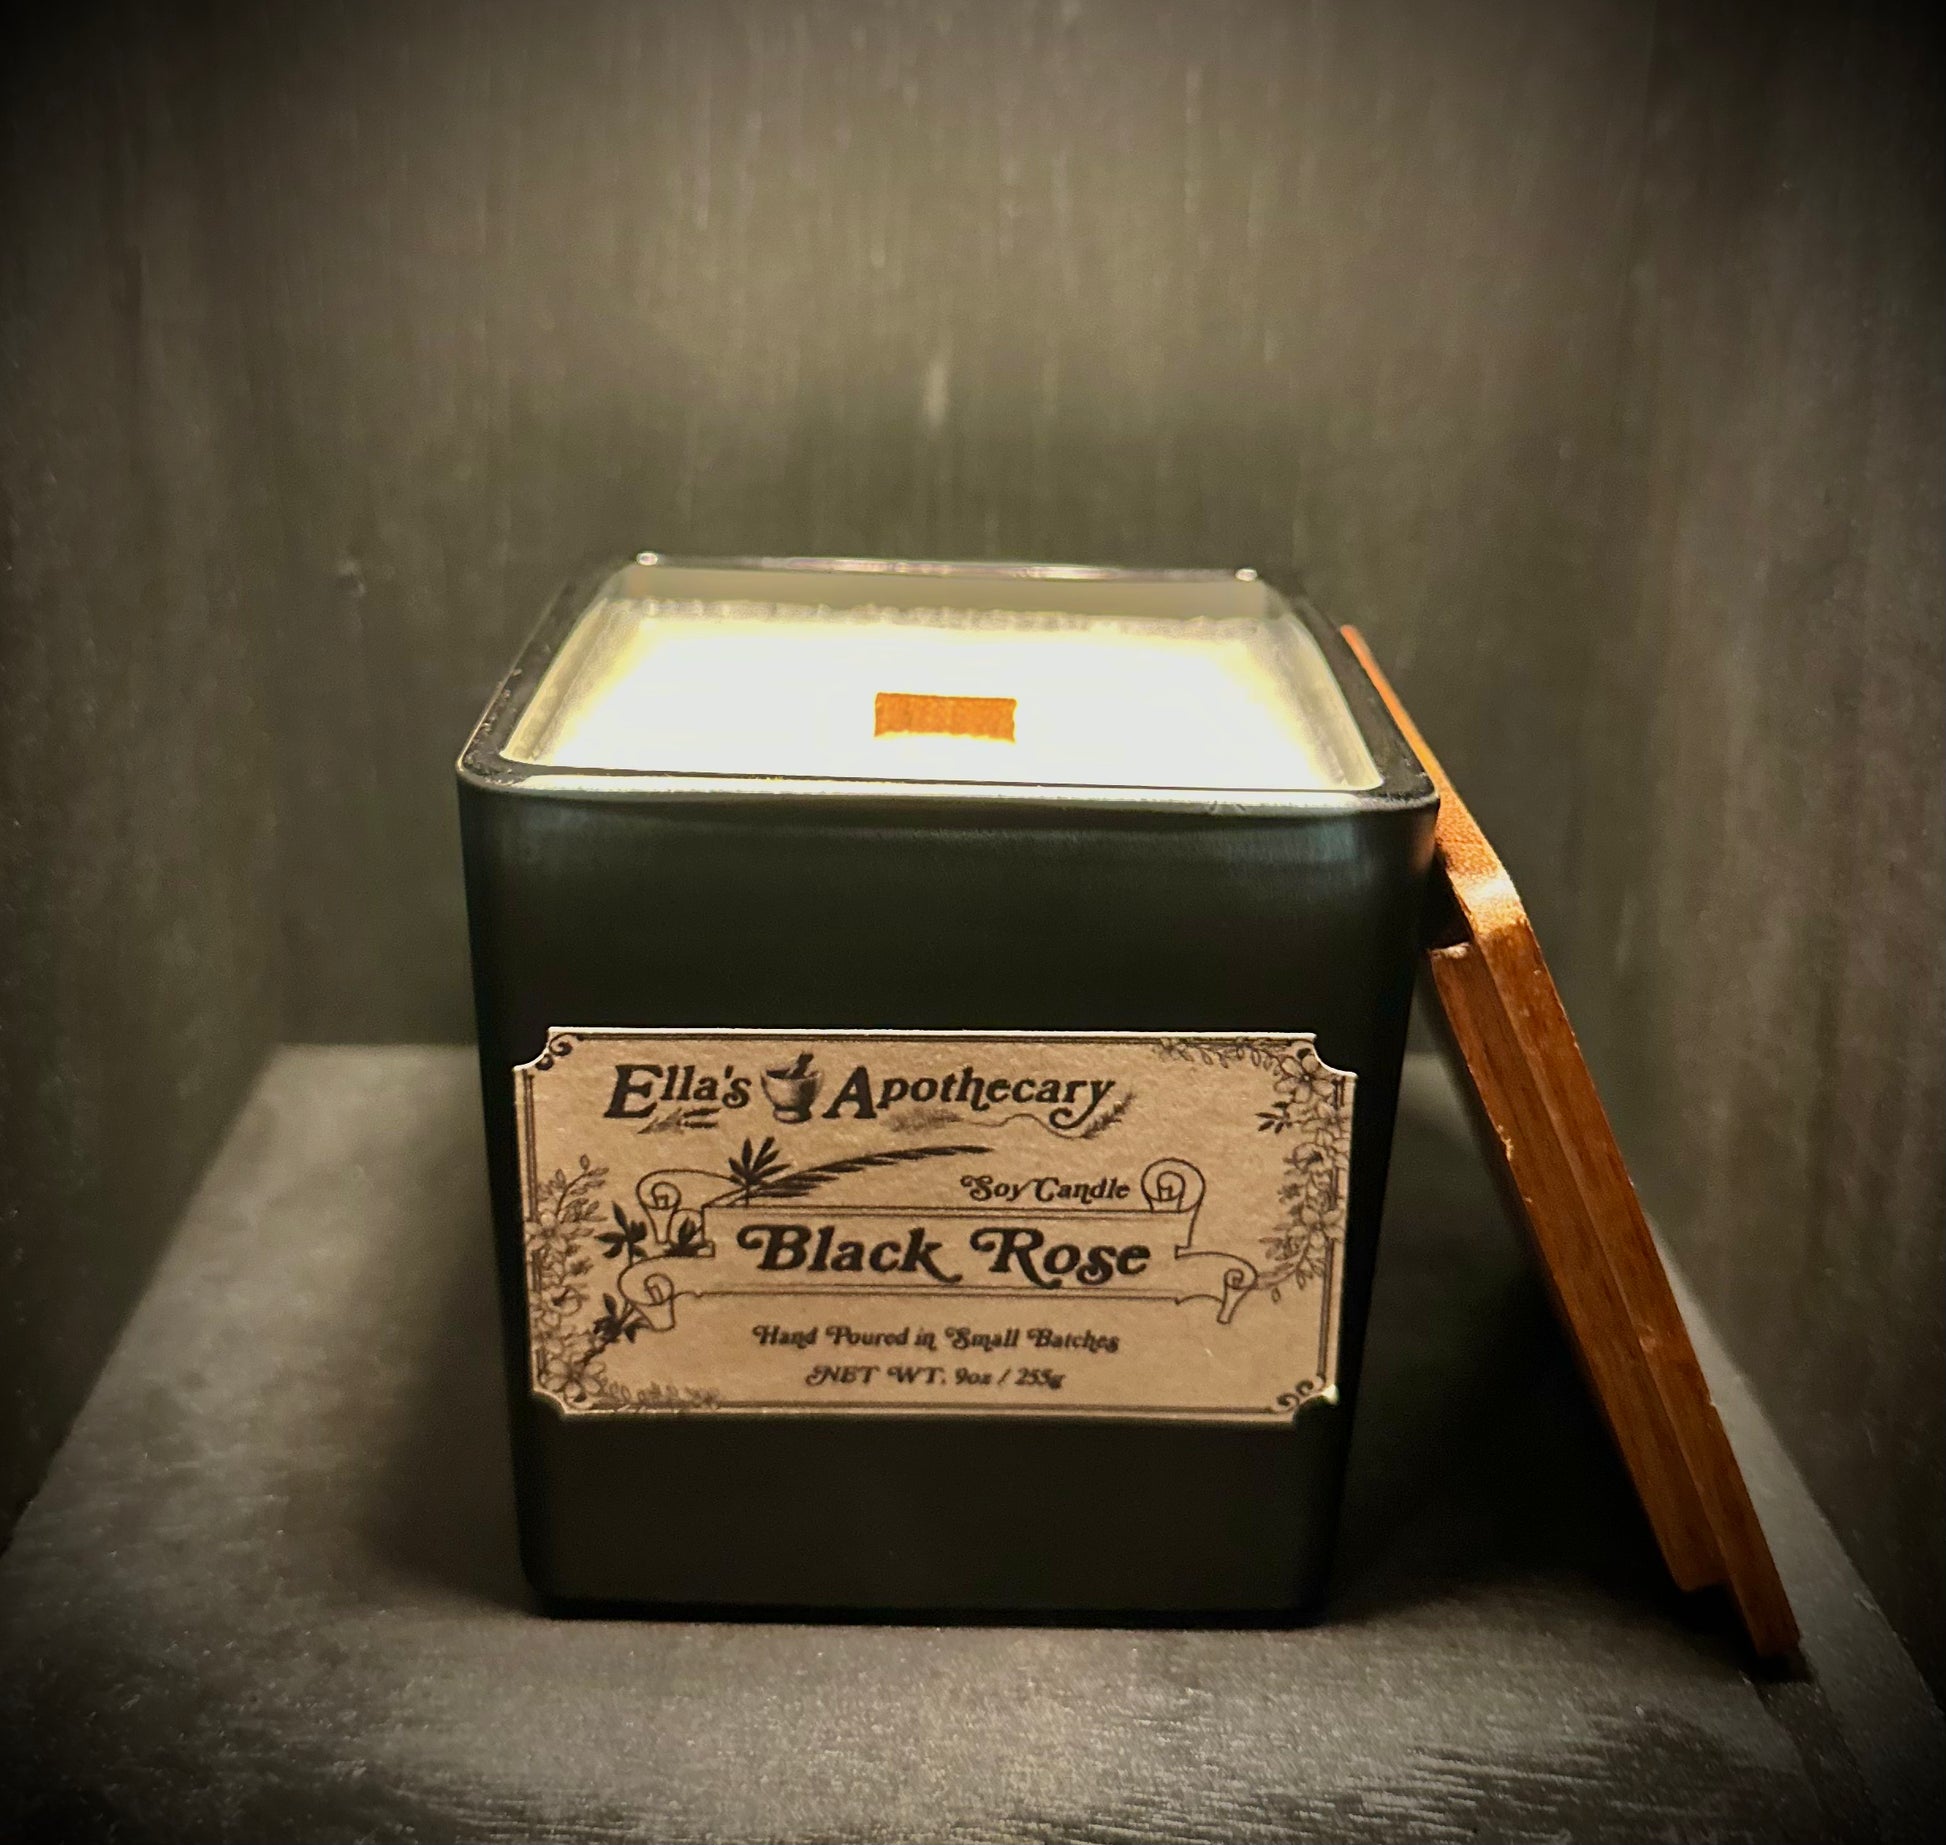 Ella's Apothecary
Soy Candle
Black Rose
Hand Poured in Small Batches
NET WT. 9oz / 255g